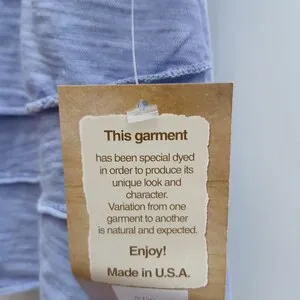 This garment
has been special dyed
in order to produce its
unique look and
character.
Variation from one
garment to another
is natural and expected.
Enjoy!
Made in U.S.A.